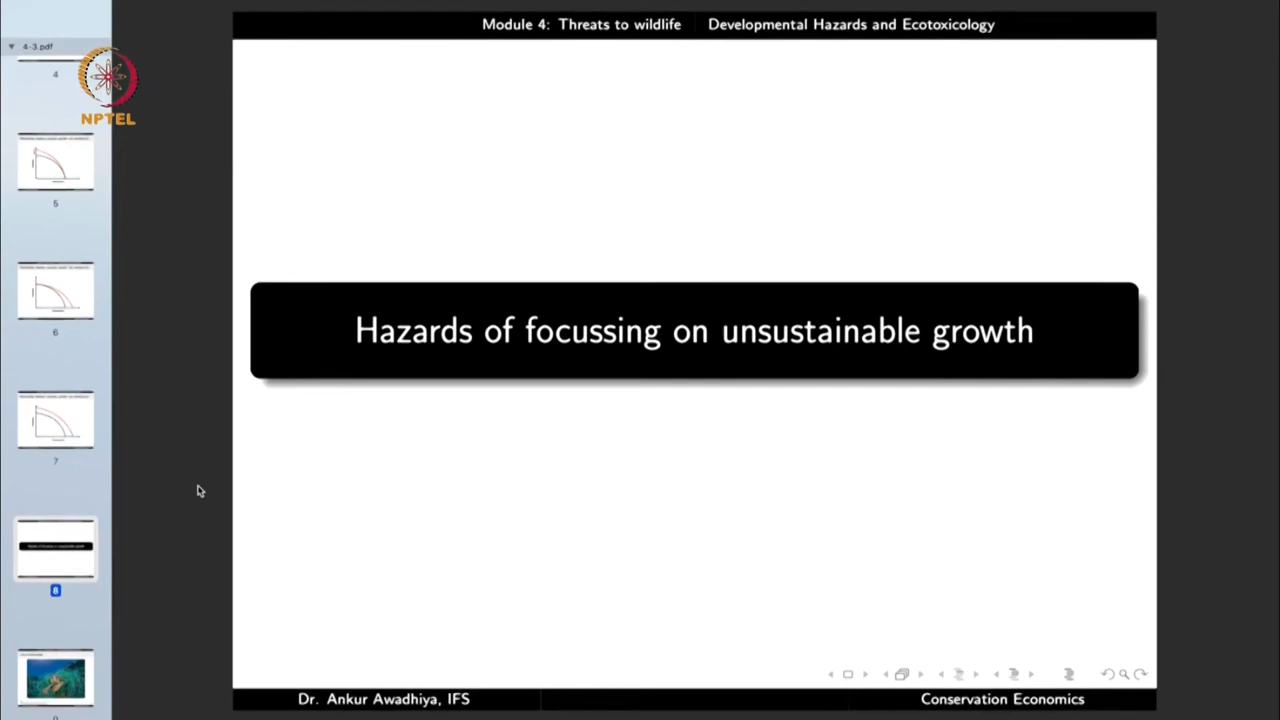 Module 4: Threats to wildlife Developmental Hazards and Ecotoxicology
4-3.pdf
NPTEL
4
5
6
7
8
Hazards of focussing on unsustainable growth
Dr. Ankur Awadhiya, IFS Conservation Economics